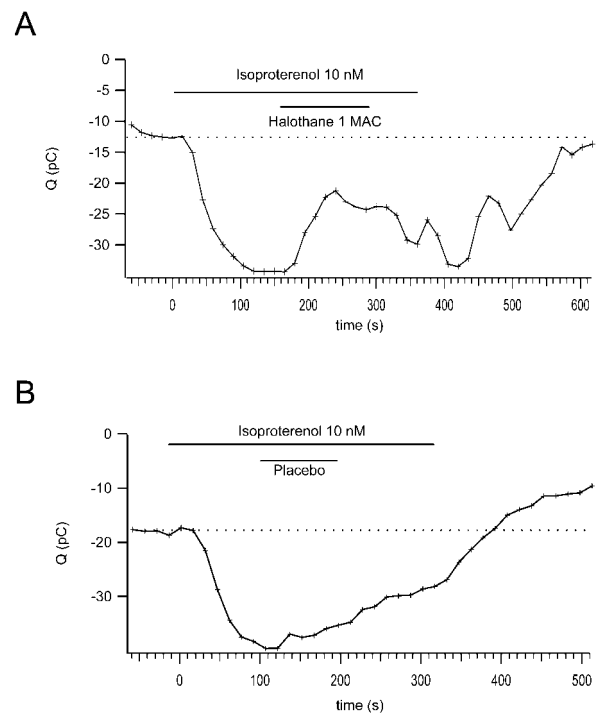 A
Isoproterenol 10 nM
Halothane 1 MAC
0
-5
-10
-15
-20
-25
-30
Q (pC)
0 100 200 300 400 500 600
time (s)
B
Isoproterenol 10 nM
Placebo
0
-10
-20
-30
Q (pC)
0 100 200 300 400 500
time (s)